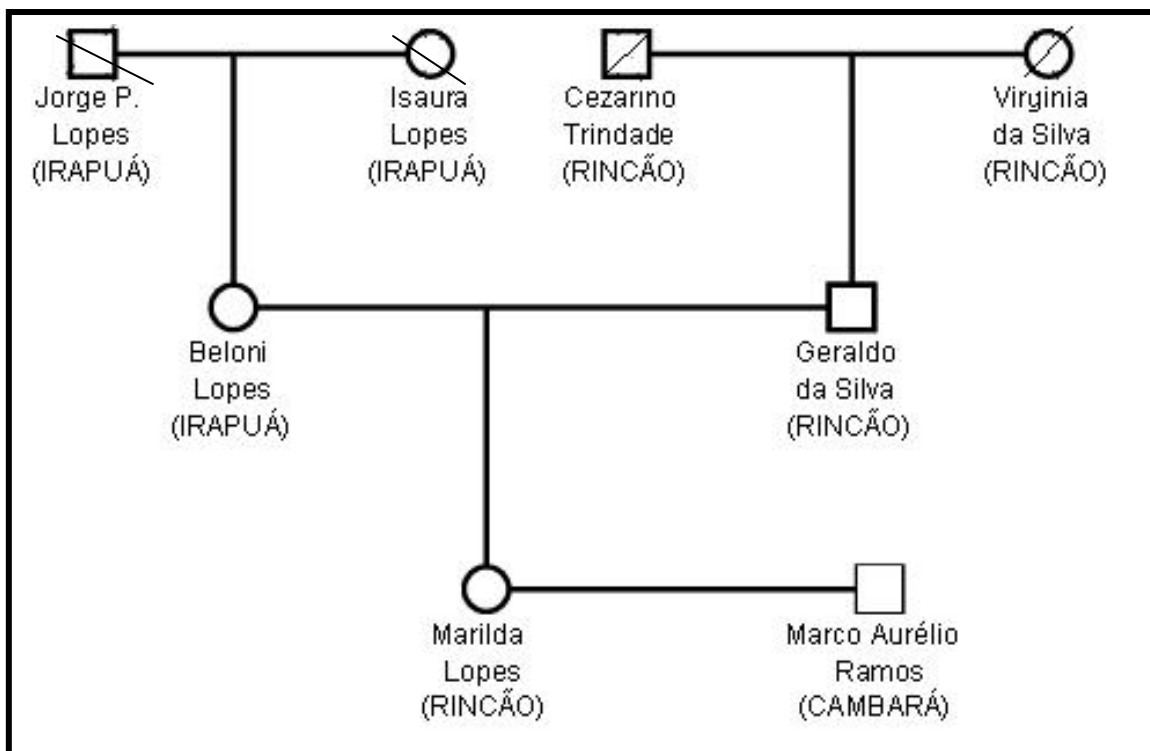 Jorge P.
Lopes
(IRAPUÁ)
Isaura
Lopes
(IRAPUÁ)
Cezarino
Trindade
(RINCÃO)
Virginia
da Silva
(RINCÃO)
Beloni
Lopes
(IRAPUÁ)
Geraldo
da Silva
(RINCÃO)
Marilda
Lopes
(RINCÃO)
Marco Aurélio
Ramos
(CAMBARÁ)